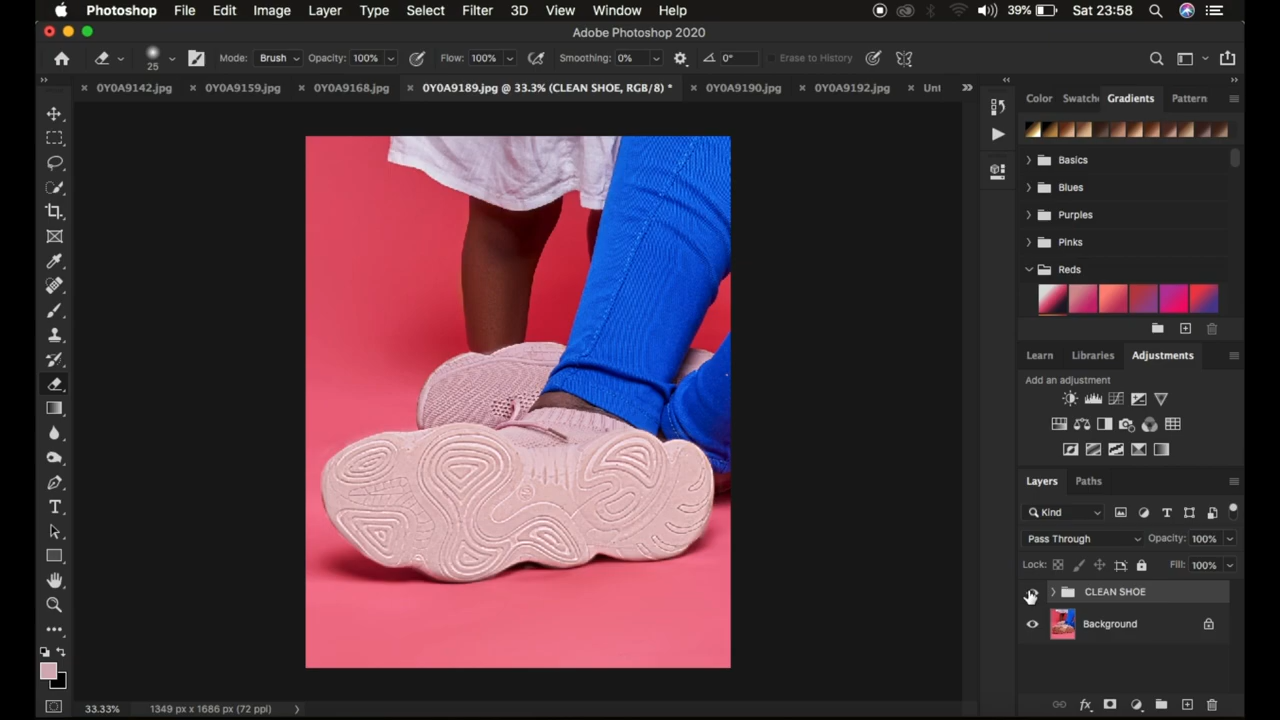 Photoshop File Edit Image Layer Type Select Filter 3D View Window Help 39% Sat 23:58
Adobe Photoshop 2020
25 Mode: Brush Opacity: 100% Flow: 100% Smoothing: 0% 0° Erase to History
0Y0A9142.jpg 0Y0A9159.jpg 0Y0A9168.jpg 0Y0A9189.jpg @ 33.3% (CLEAN SHOE, RGB/8) * 0Y0A9190.jpg 0Y0A9192.jpg Unt
Color Swatche Gradients Pattern
Basics
Blues
Purples
Pinks
Reds
Learn Libraries Adjustments
Add an adjustment
Layers Paths
Kind
Pass Through Opacity: 100%
Lock: Fill: 100%
CLEAN SHOE
Background
33.33% 1349 px x 1686 px (72 ppi)